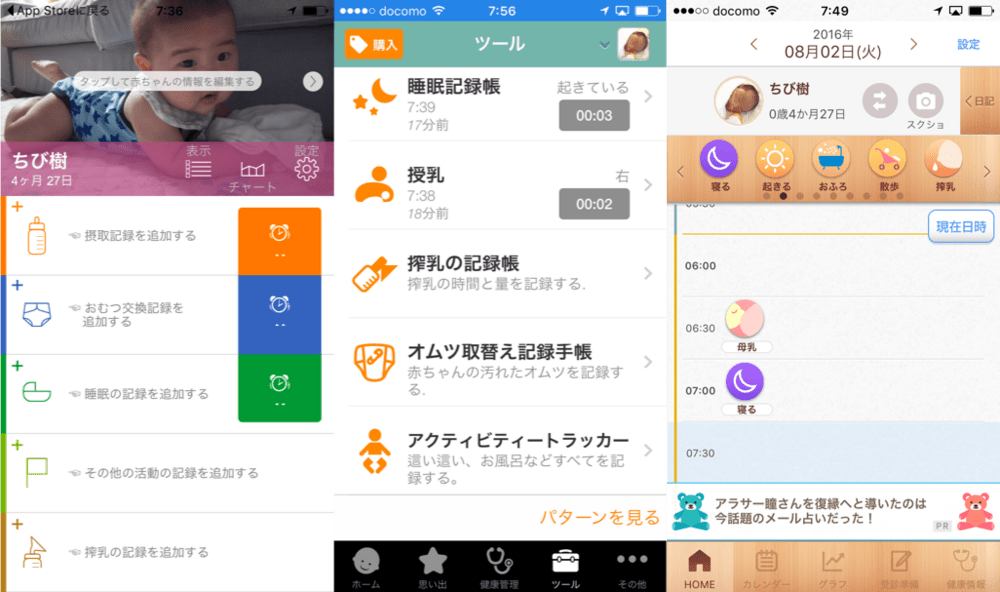 App Storeに戻る 7:36
タップして赤ちゃんの情報を編集する
ちび樹
4ヶ月 27日
表示
チャート
設定
摂取記録を追加する
--
おむつ交換記録を
追加する
--
睡眠の記録を追加する
--
その他の活動の記録を追加する
搾乳の記録を追加する
docomo 7:56
購入
ツール
睡眠記録帳
7:39
17分前
起きている
00:03
授乳
7:38
18分前
右
00:02
搾乳の記録帳
搾乳の時間と量を記録する.
オムツ取替え記録手帳
赤ちゃんの汚れたオムツを記録す
る.
アクティビティートラッカー
這い這い、お風呂などすべてを記
録する。
パターンを見る
ホーム
思い出
健康管理
ツール
その他
docomo 7:49
2016年
08月02日(火)
設定
ちび樹
0歳4か月27日
スクショ
日記
寝る
起きる
おふろ
散歩
搾乳
現在日時
06:00
06:30
母乳
07:00
寝る
07:30
アラサー瞳さんを復縁へと導いたのは
今話題のメール占いだった！
PR
HOME
カレンダー
グラフ
受診準備
健康情報